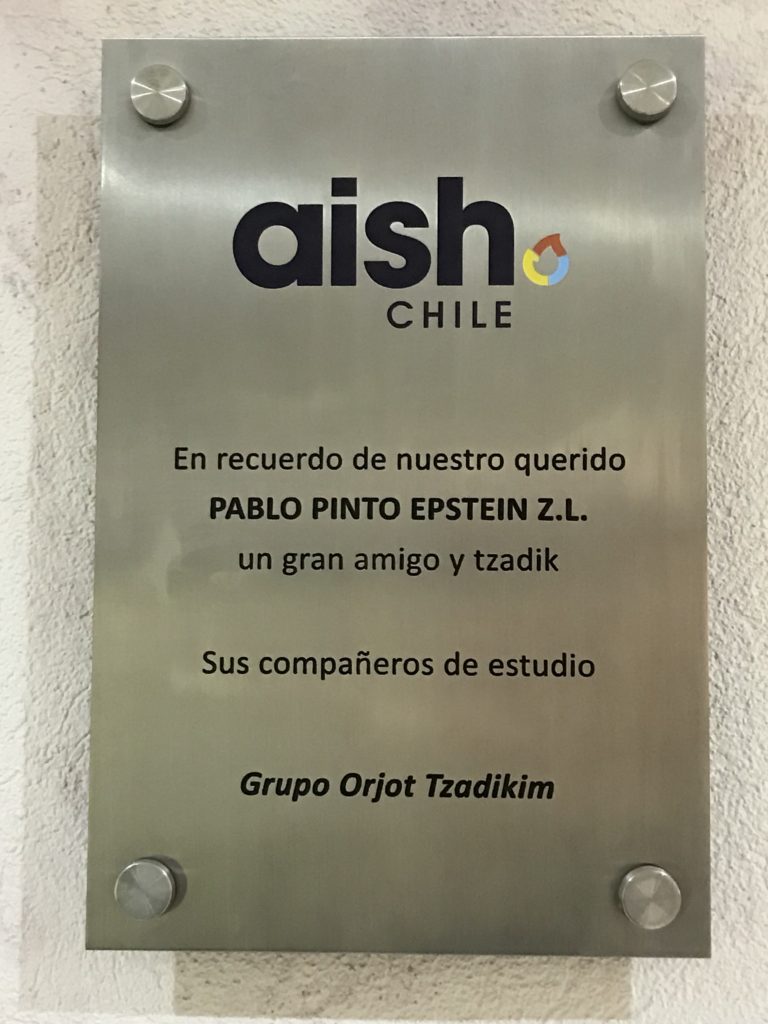 aish
CHILE
En recuerdo de nuestro querido
PABLO PINTO EPSTEIN Z.L.
un gran amigo y tzadik
Sus compañeros de estudio
Grupo Orjot Tzadikim